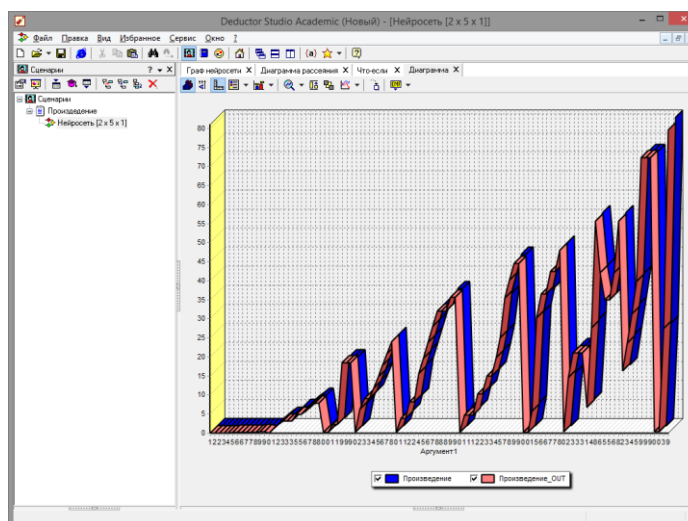 Deductor Studio Academic (Новый) - [Нейросеть [2 x 5 x 1]]
Файл Правка Вид Избранное Сервис Окно ?
Сценарии
Граф нейросети X Диаграмма рассеяния X Что-если X Диаграмма X
Сценарии
Произведение
Нейросеть [2 x 5 x 1]
80
75
70
65
60
55
50
45
40
35
30
25
20
15
10
5
0
Аргумент1
Произведение Произведение_OUT